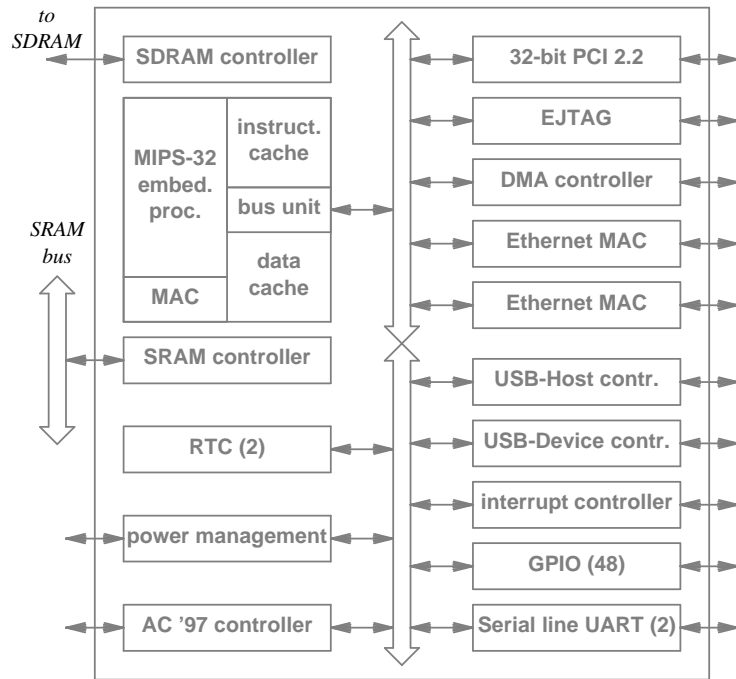 to
SDRAM
SDRAM controller
MIPS-32
embed.
proc.
instruct.
cache
bus unit
data
cache
MAC
SRAM
bus
SRAM controller
RTC (2)
power management
AC '97 controller
32-bit PCI 2.2
EJTAG
DMA controller
Ethernet MAC
Ethernet MAC
USB-Host contr.
USB-Device contr.
interrupt controller
GPIO (48)
Serial line UART (2)